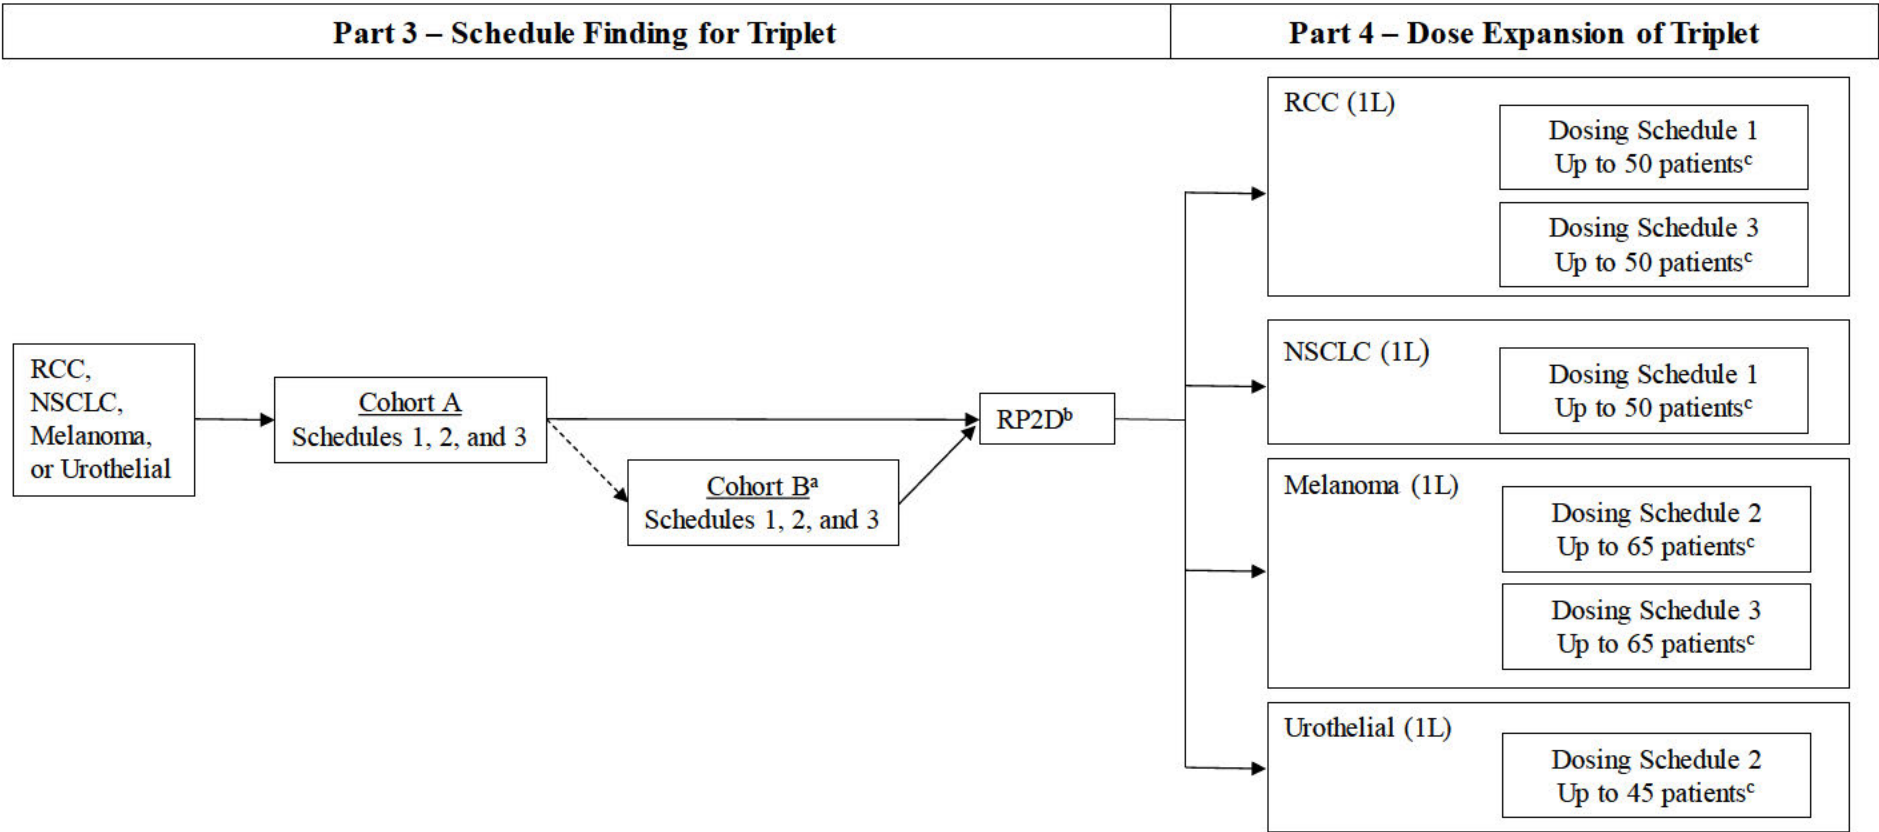 Part 3 – Schedule Finding for Triplet
Part 4 – Dose Expansion of Triplet
RCC,
NSCLC,
Melanoma,
or Urothelial
Cohort A
Schedules 1, 2, and 3
Cohort Bᵃ
Schedules 1, 2, and 3
RP2Dᵇ
RCC (1L)
Dosing Schedule 1
Up to 50 patientsᶜ
Dosing Schedule 3
Up to 50 patientsᶜ
NSCLC (1L)
Dosing Schedule 1
Up to 50 patientsᶜ
Melanoma (1L)
Dosing Schedule 2
Up to 65 patientsᶜ
Dosing Schedule 3
Up to 65 patientsᶜ
Urothelial (1L)
Dosing Schedule 2
Up to 45 patientsᶜ